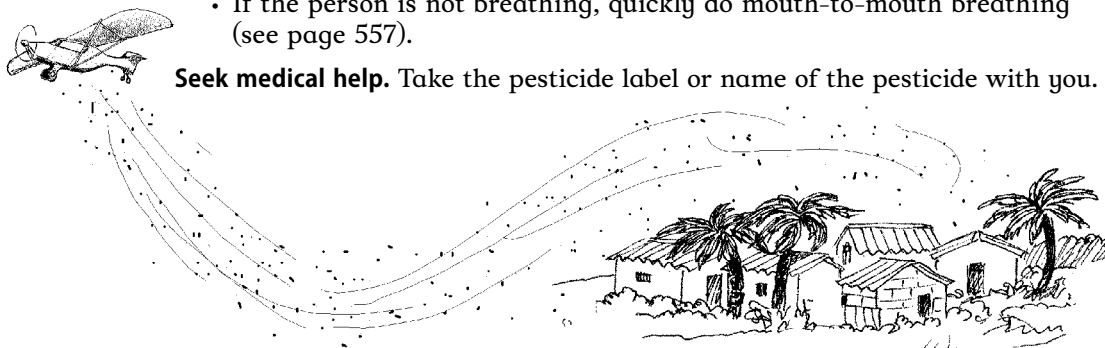 • If the person is not breathing, quickly do mouth-to-mouth breathing
(see page 557).
Seek medical help. Take the pesticide label or name of the pesticide with you.